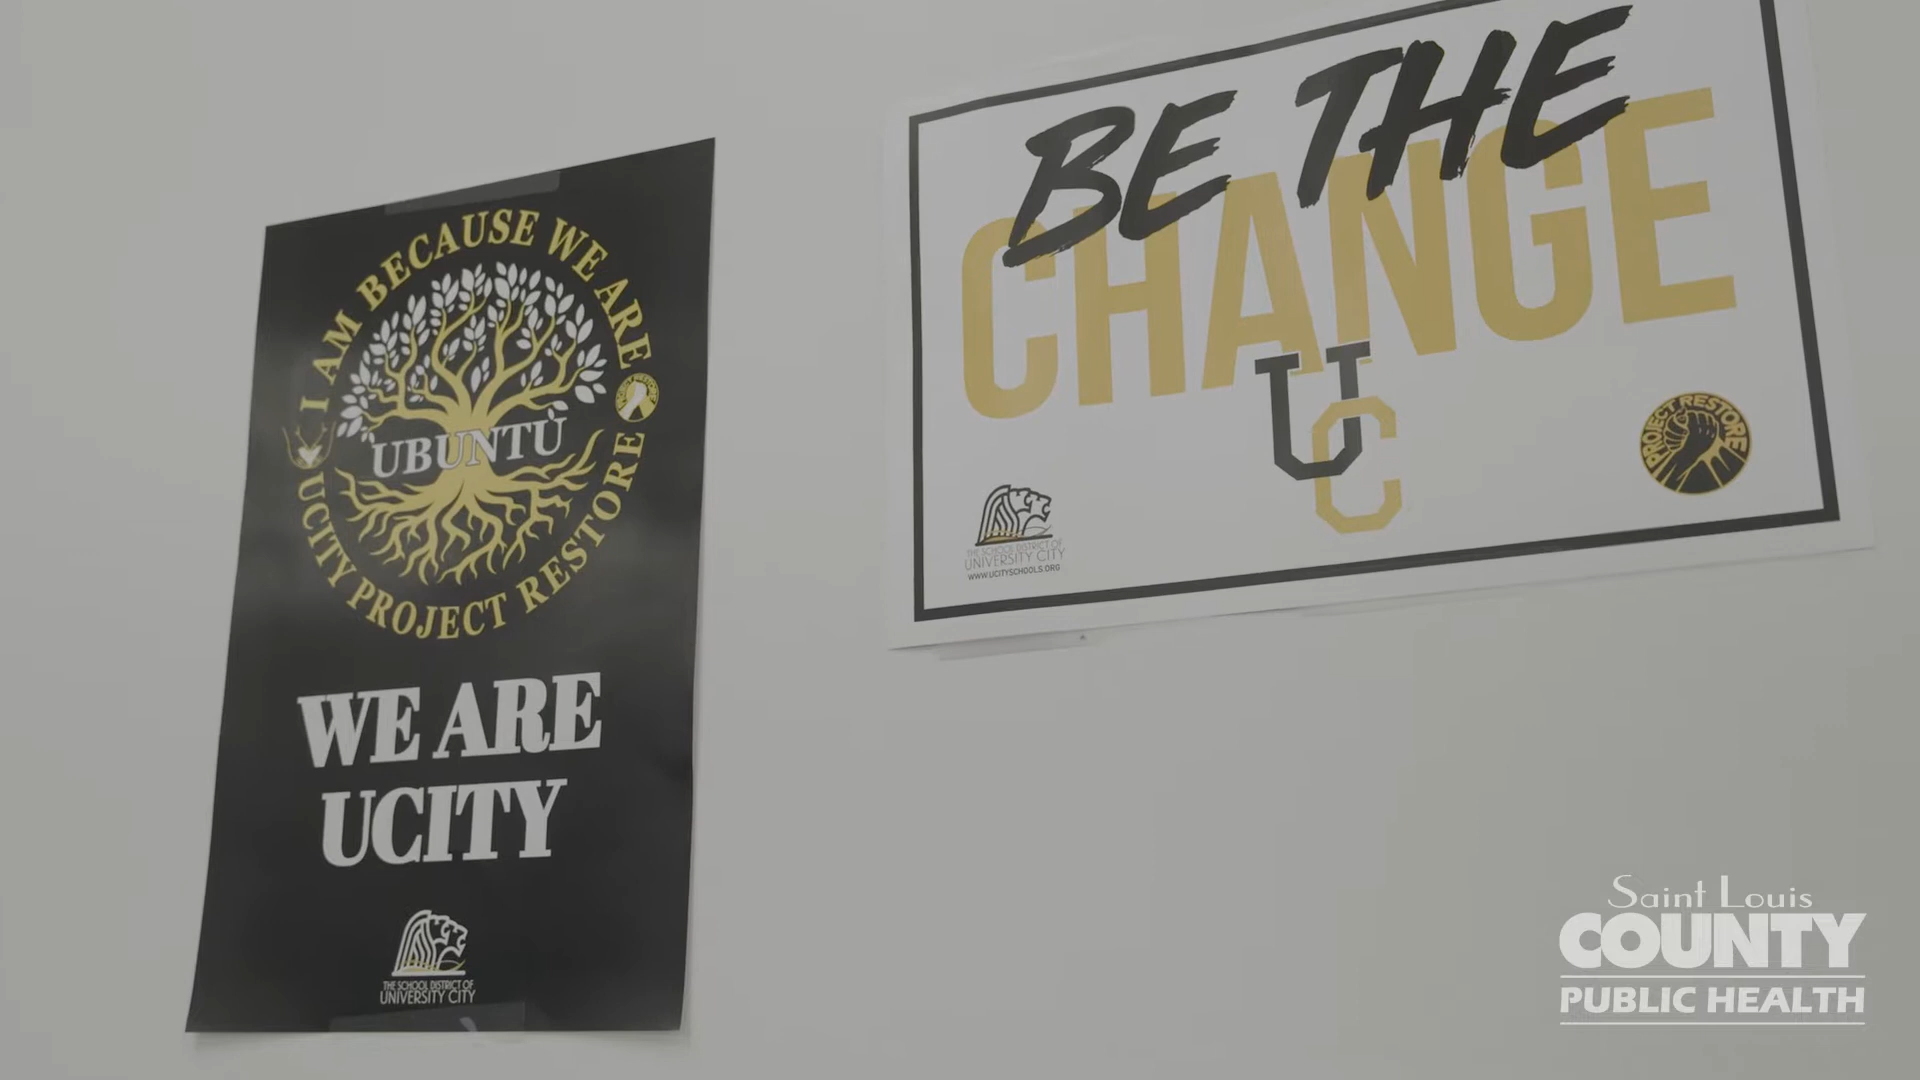 I AM BECAUSE WE ARE
UBUNTU
UCITY PROJECT RESTORE
WE ARE
UCITY
THE SCHOOL DISTRICT OF
UNIVERSITY CITY
BE THE
CHANGE
UC
PROJECT RESTORE
THE SCHOOL DISTRICT OF
UNIVERSITY CITY
WWW.UCITYSCHOOLS.ORG
Saint Louis
COUNTY
PUBLIC HEALTH